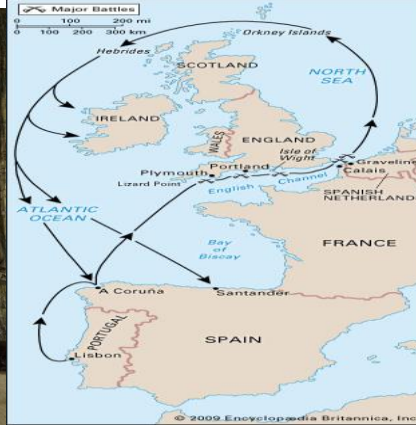 Major Battles
0 100 200 mi
0 100 200 300 km
Orkney Islands
Hebrides
SCOTLAND
NORTH
SEA
IRELAND
WALES
ENGLAND
Isle of
Wight
Portland
Plymouth
Gravelines
Calais
Lizard Point
English Channel
SPANISH
NETHERLANDS
ATLANTIC
OCEAN
Bay
of
Biscay
FRANCE
A Coruña
Santander
PORTUGAL
SPAIN
Lisbon
© 2009 Encyclopædia Britannica, Inc